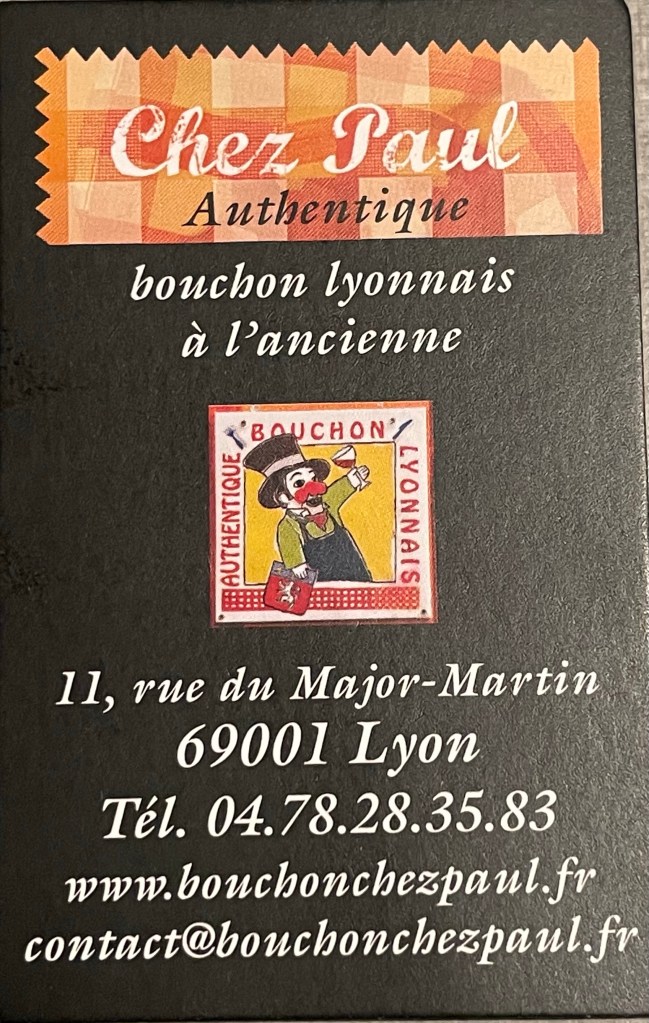 Chez Paul
Authentique
bouchon lyonnais
à l'ancienne
BOUCHON
AUTHENTIQUE
LYONNAIS
11, rue du Major-Martin
69001 Lyon
Tél. 04.78.28.35.83
www.bouchonchezpaul.fr
contact@bouchonchezpaul.fr